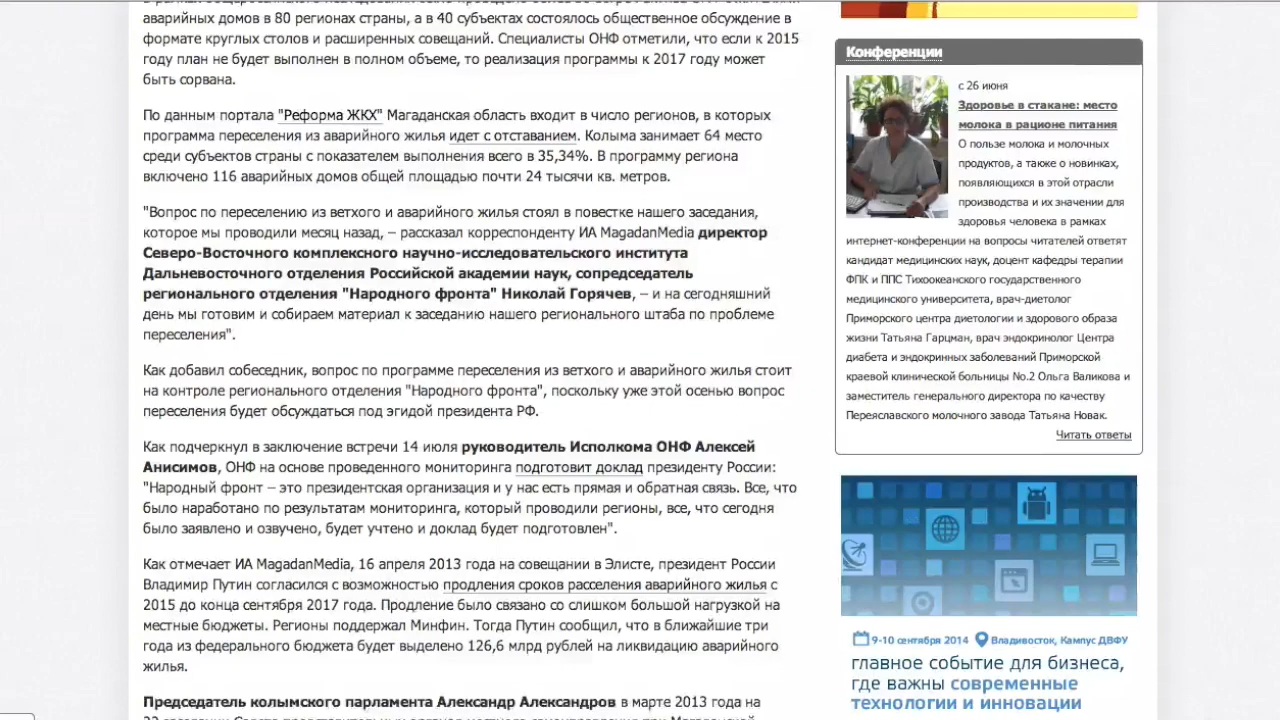 аварийных домов в 80 регионах страны, а в 40 субъектах состоялось общественное обсуждение в
формате круглых столов и расширенных совещаний. Специалисты ОНФ отметили, что если к 2015
году план не будет выполнен в полном объеме, то реализация программы к 2017 году может
быть сорвана.
По данным портала "Реформа ЖКХ" Магаданская область входит в число регионов, в которых
программа переселения из аварийного жилья идет с отставанием. Колыма занимает 64 место
среди субъектов страны с показателем выполнения всего в 35,34%. В программу региона
включено 116 аварийных домов общей площадью почти 24 тысячи кв. метров.
"Вопрос по переселению из ветхого и аварийного жилья стоял в повестке нашего заседания,
которое мы проводили месяц назад, – рассказал корреспонденту ИА MagadanMedia директор
Северо-Восточного комплексного научно-исследовательского института
Дальневосточного отделения Российской академии наук, сопредседатель
регионального отделения "Народного фронта" Николай Горячев, – и на сегодняшний
день мы готовим и собираем материал к заседанию нашего регионального штаба по проблеме
переселения".
Как добавил собеседник, вопрос по программе переселения из ветхого и аварийного жилья стоит
на контроле регионального отделения "Народного фронта", поскольку уже этой осенью вопрос
переселения будет обсуждаться под эгидой президента РФ.
Как подчеркнул в заключение встречи 14 июля руководитель Исполкома ОНФ Алексей
Анисимов, ОНФ на основе проведенного мониторинга подготовит доклад президенту России:
"Народный фронт – это президентская организация и у нас есть прямая и обратная связь. Все, что
было наработано по результатам мониторинга, который проводили регионы, все, что сегодня
было заявлено и озвучено, будет учтено и доклад будет подготовлен".
Как отмечает ИА MagadanMedia, 16 апреля 2013 года на совещании в Элисте, президент России
Владимир Путин согласился с возможностью продления сроков расселения аварийного жилья с
2015 до конца сентября 2017 года. Продление было связано со слишком большой нагрузкой на
местные бюджеты. Регионы поддержал Минфин. Тогда Путин сообщил, что в ближайшие три
года из федерального бюджета будет выделено 126,6 млрд рублей на ликвидацию аварийного
жилья.
Председатель колымского парламента Александр Александров в марте 2013 года на
Конференции
с 26 июня
Здоровье в стакане: место
молока в рационе питания
О пользе молока и молочных
продуктов, а также о новинках,
появляющихся в этой отрасли
производства и их значении для
здоровья человека в рамках
интернет-конференции на вопросы читателей ответят
кандидат медицинских наук, доцент кафедры терапии
ФПК и ППС Тихоокеанского государственного
медицинского университета, врач-диетолог
Приморского центра диетологии и здорового образа
жизни Татьяна Гарцман, врач эндокринолог Центра
диабета и эндокринных заболеваний Приморской
краевой клинической больницы No.2 Ольга Валикова и
заместитель генерального директора по качеству
Переяславского молочного завода Татьяна Новак.
Читать ответы
9-10 сентября 2014 Владивосток, Кампус ДВФУ
главное событие для бизнеса,
где важны современные
технологии и инновации